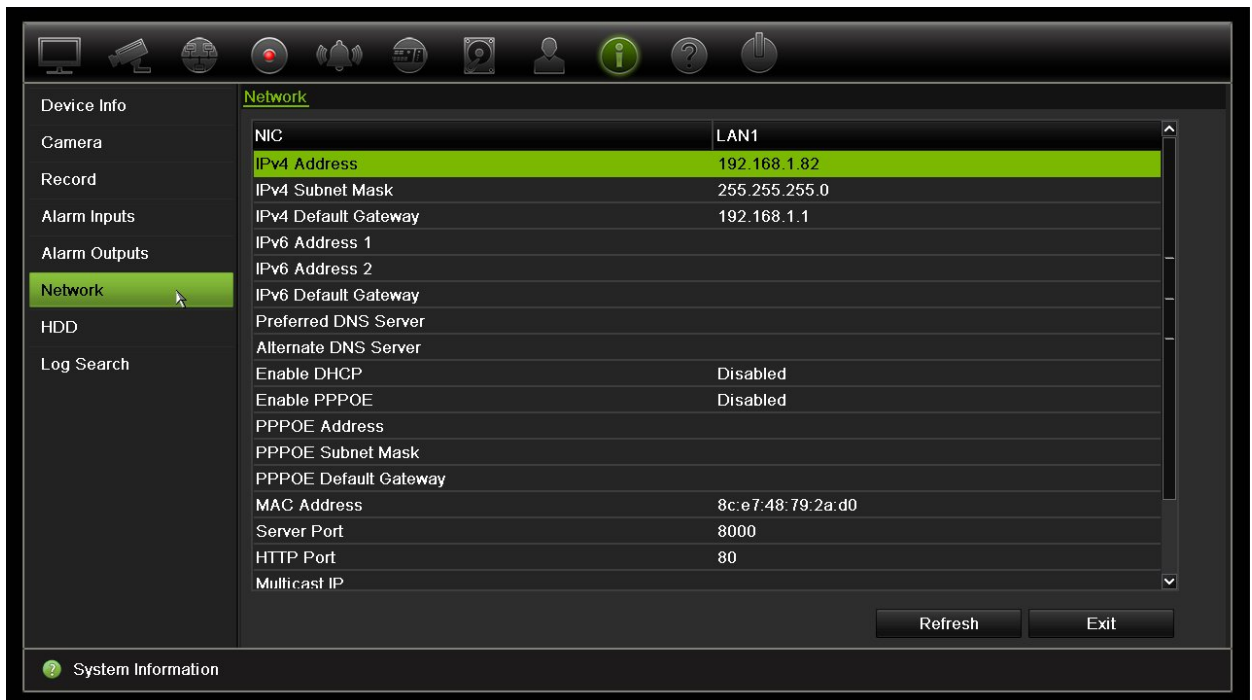 Device Info
Camera
Record
Alarm Inputs
Alarm Outputs
Network
HDD
Log Search
Network
NIC LAN1
IPv4 Address 192.168.1.82
IPv4 Subnet Mask 255.255.255.0
IPv4 Default Gateway 192.168.1.1
IPv6 Address 1
IPv6 Address 2
IPv6 Default Gateway
Preferred DNS Server
Alternate DNS Server
Enable DHCP Disabled
Enable PPPOE Disabled
PPPOE Address
PPPOE Subnet Mask
PPPOE Default Gateway
MAC Address 8c:e7:48:79:2a:d0
Server Port 8000
HTTP Port 80
Multicast IP
Refresh Exit
System Information